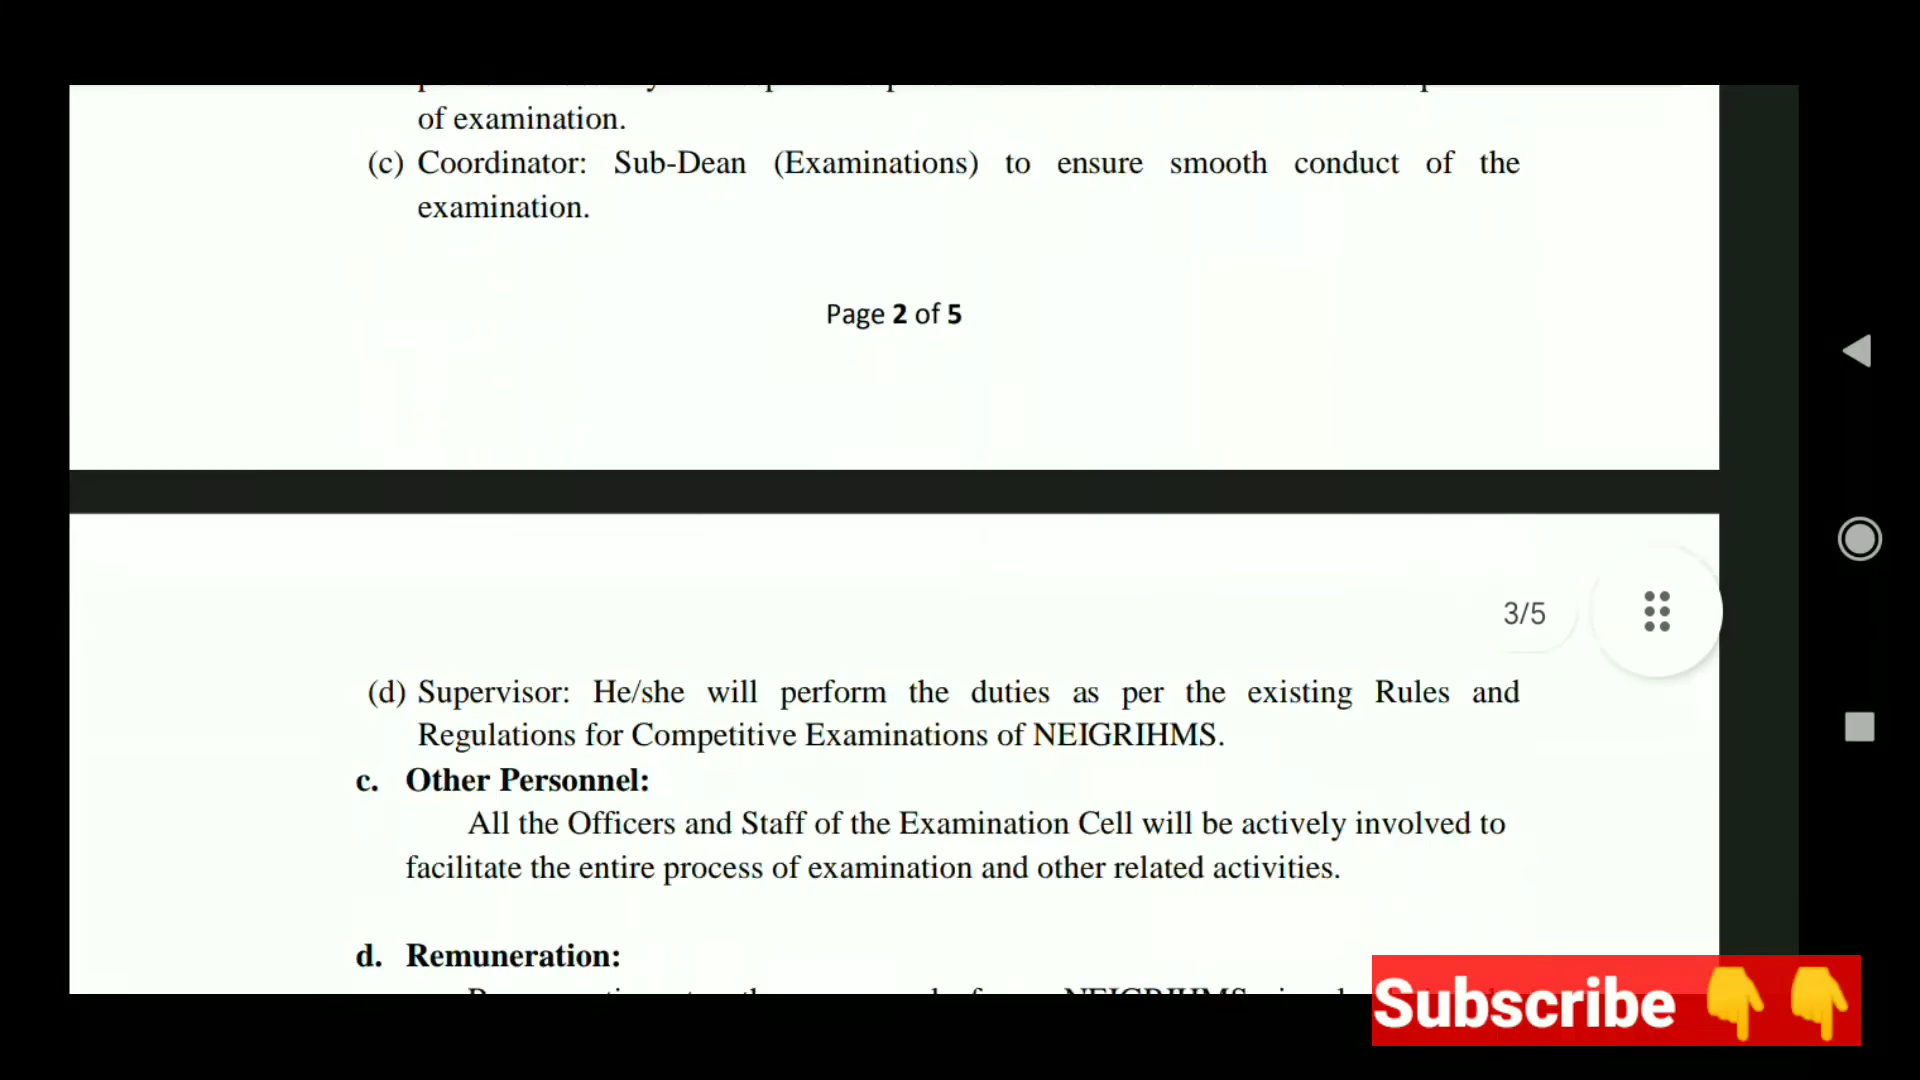 of examination.
(c) Coordinator: Sub-Dean (Examinations) to ensure smooth conduct of the
examination.
Page 2 of 5
3/5
(d) Supervisor: He/she will perform the duties as per the existing Rules and
Regulations for Competitive Examinations of NEIGRIHMS.
c. Other Personnel:
All the Officers and Staff of the Examination Cell will be actively involved to
facilitate the entire process of examination and other related activities.
d. Remuneration:
Subscribe 👇👇